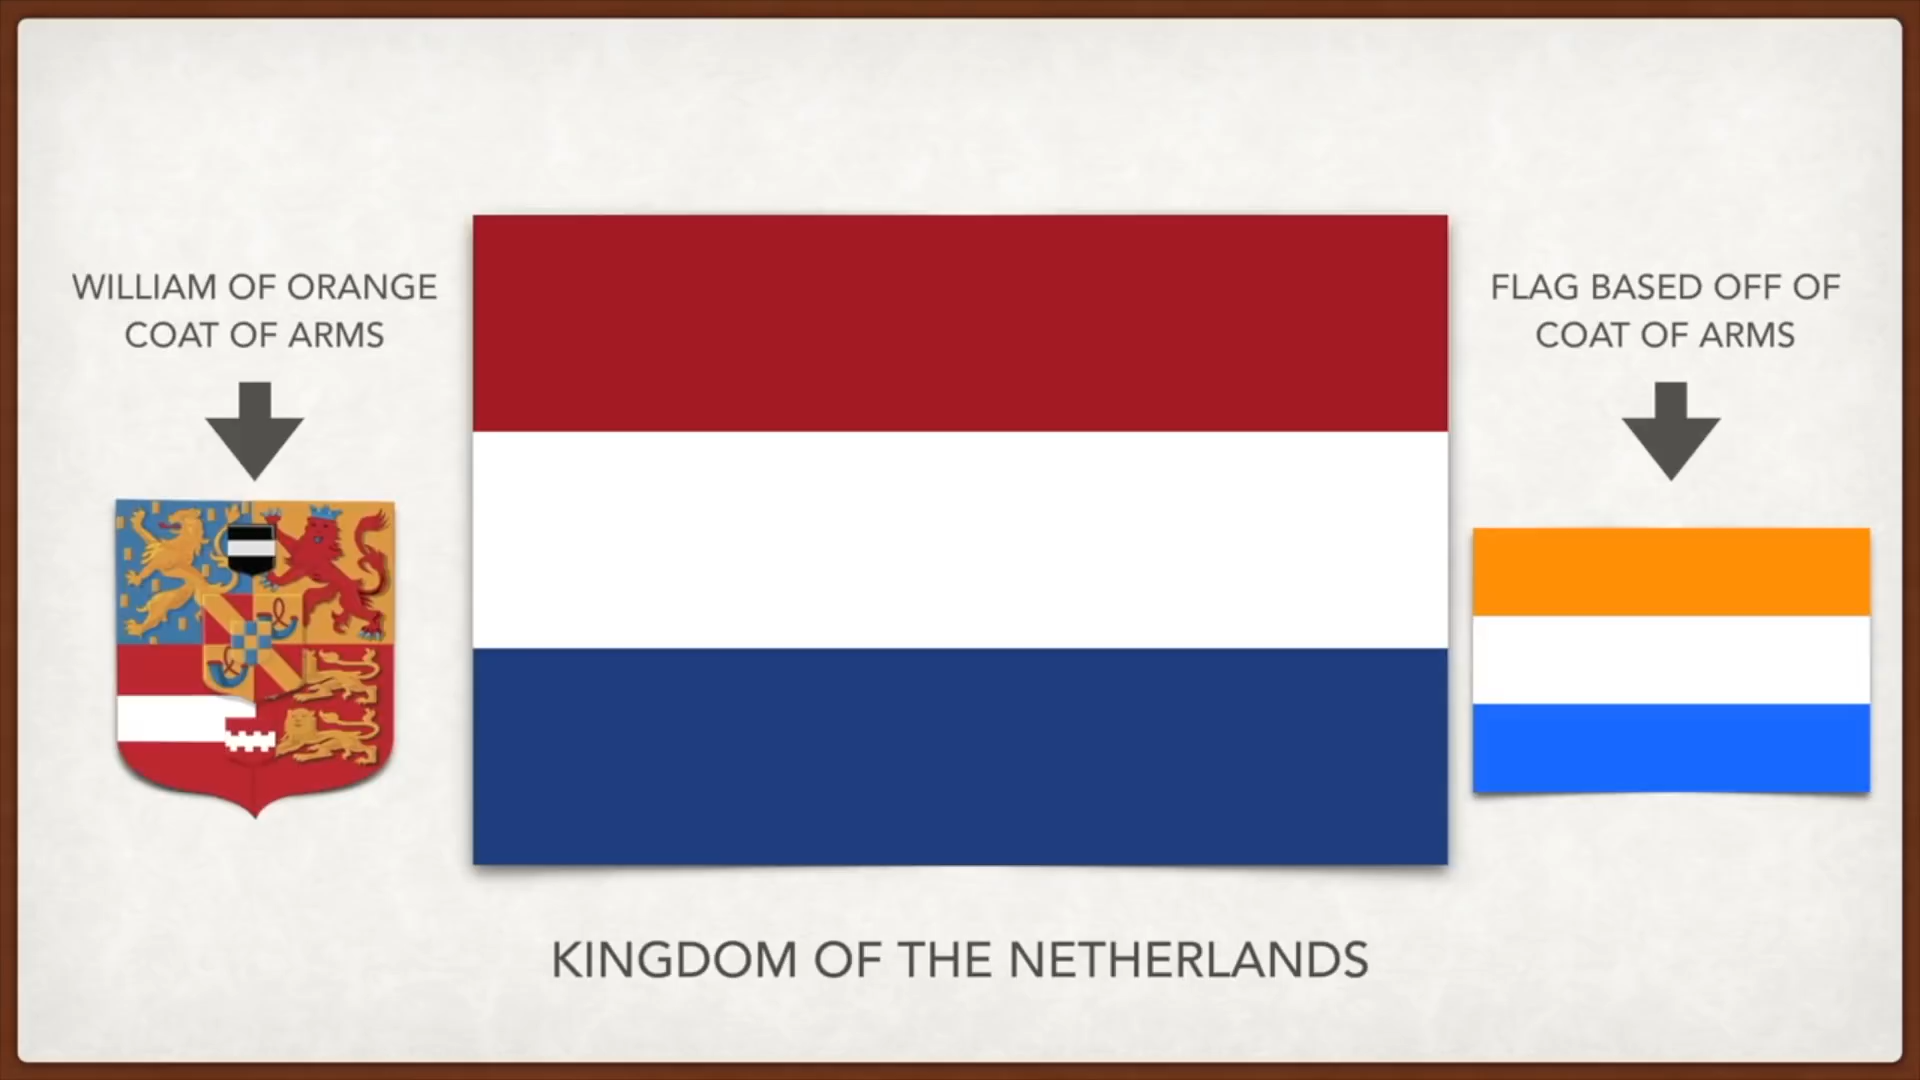 WILLIAM OF ORANGE
COAT OF ARMS
FLAG BASED OFF OF
COAT OF ARMS
KINGDOM OF THE NETHERLANDS